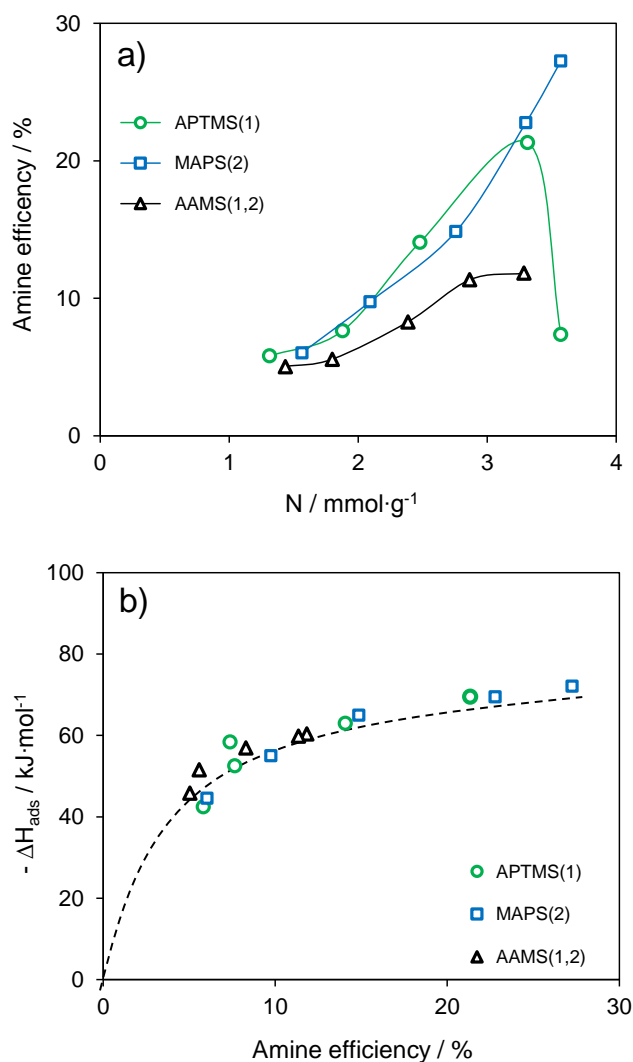 30
a)
APTMS(1)
MAPS(2)
AAMS(1,2)
20
10
0
Amine efficency / %
0 1 2 3 4
N / mmol·g⁻¹
100
b)
80
60
40
20
0
- ΔHads / kJ·mol⁻¹
APTMS(1)
MAPS(2)
AAMS(1,2)
0 10 20 30
Amine efficiency / %